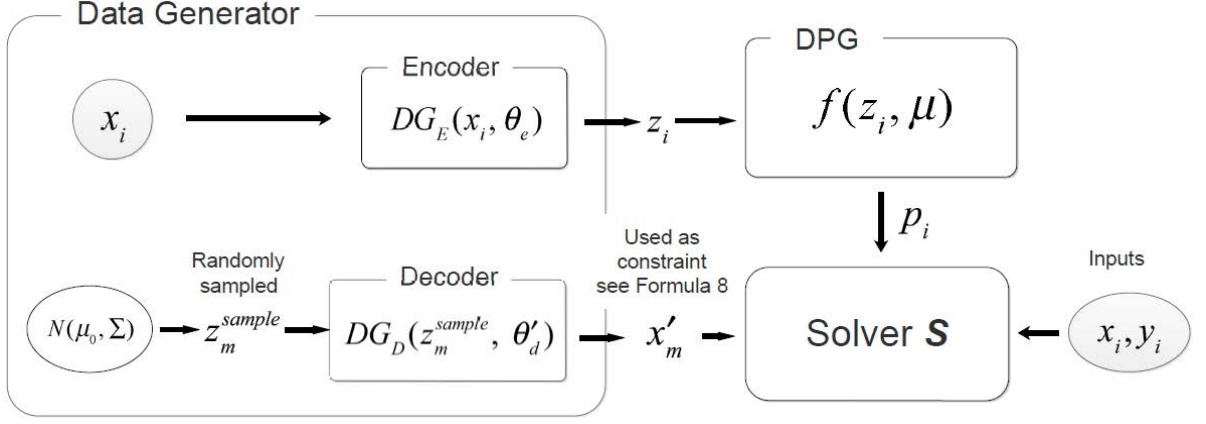 Data Generator
Encoder
DPG
x_i
DG_E(x_i, θ_e)
z_i
f(z_i, μ)
p_i
Randomly
sampled
Decoder
Used as
constraint
see Formula 8
Inputs
N(μ_0, Σ)
z_m^{sample}
DG_D(z_m^{sample}, θ'_d)
x'_m
Solver S
x_i, y_i